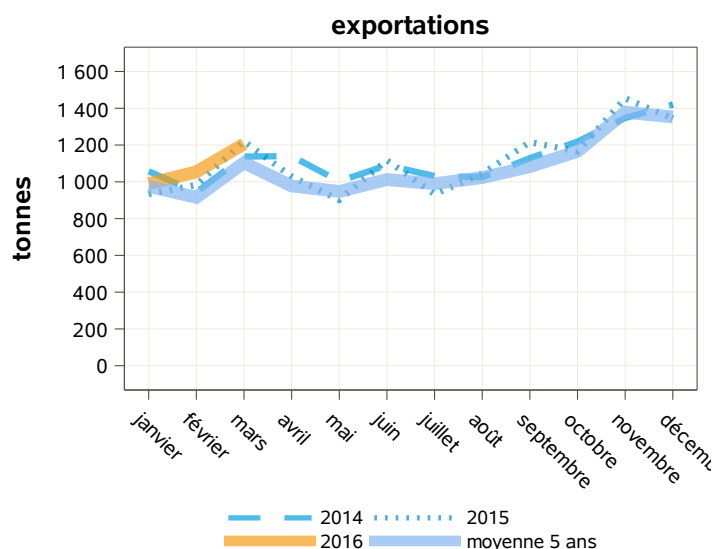 exportations
tonnes
1 600
1 400
1 200
1 000
800
600
400
200
0
janvier
février
mars
avril
mai
juin
juillet
août
septembre
octobre
novembre
décemb
2014
2015
2016
moyenne 5 ans